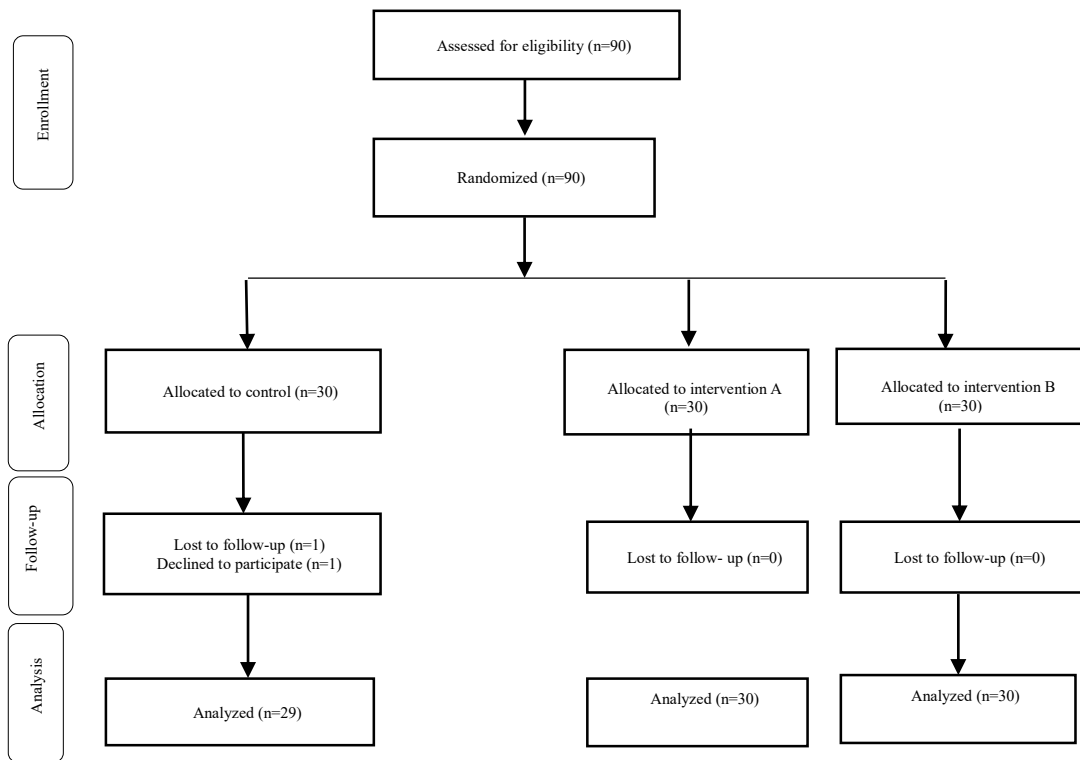 Enrollment
Assessed for eligibility (n=90)
Randomized (n=90)
Allocation
Allocated to control (n=30)
Allocated to intervention A
(n=30)
Allocated to intervention B
(n=30)
Follow-up
Lost to follow-up (n=1)
Declined to participate (n=1)
Lost to follow- up (n=0)
Lost to follow-up (n=0)
Analysis
Analyzed (n=29)
Analyzed (n=30)
Analyzed (n=30)